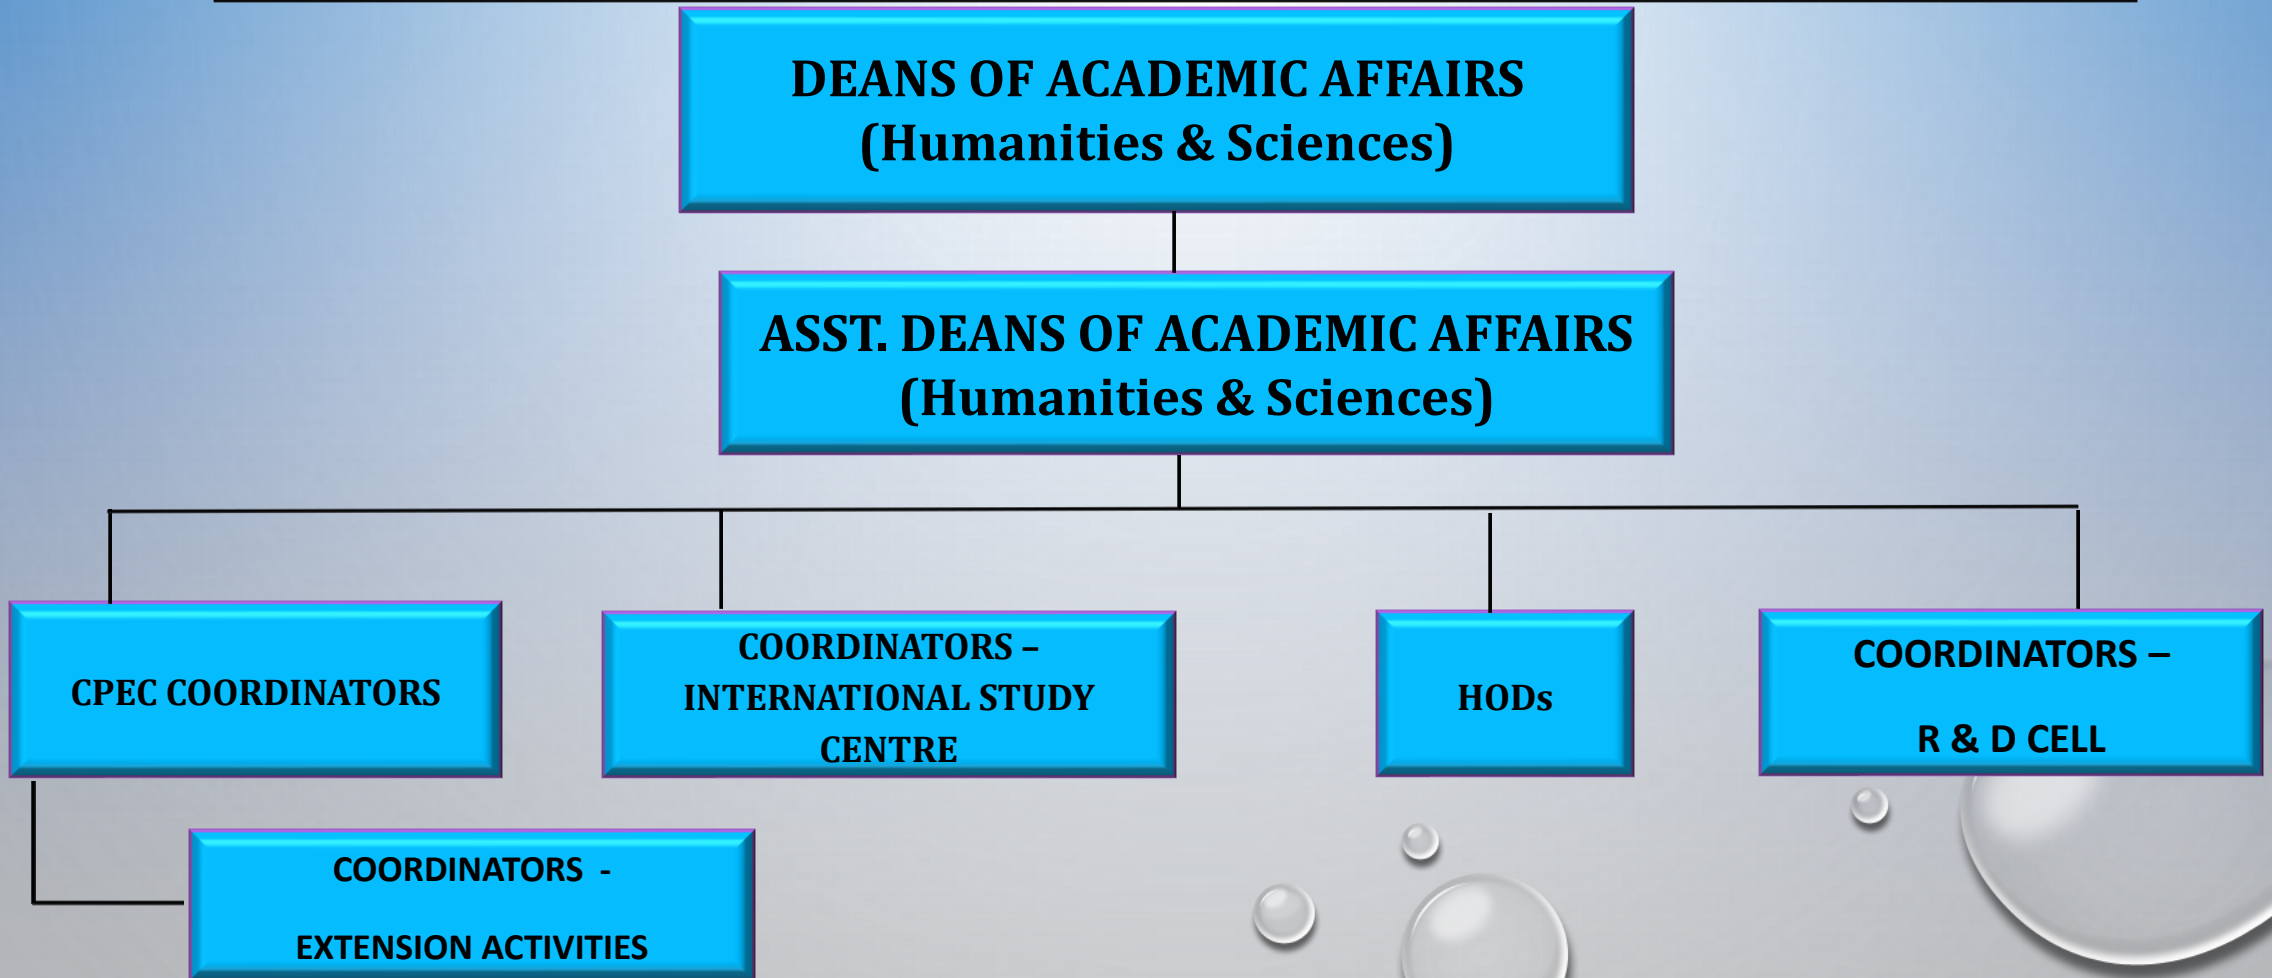 DEANS OF ACADEMIC AFFAIRS
(Humanities & Sciences)
ASST. DEANS OF ACADEMIC AFFAIRS
(Humanities & Sciences)
CPEC COORDINATORS
COORDINATORS –
INTERNATIONAL STUDY
CENTRE
HODs
COORDINATORS –
R & D CELL
COORDINATORS -
EXTENSION ACTIVITIES